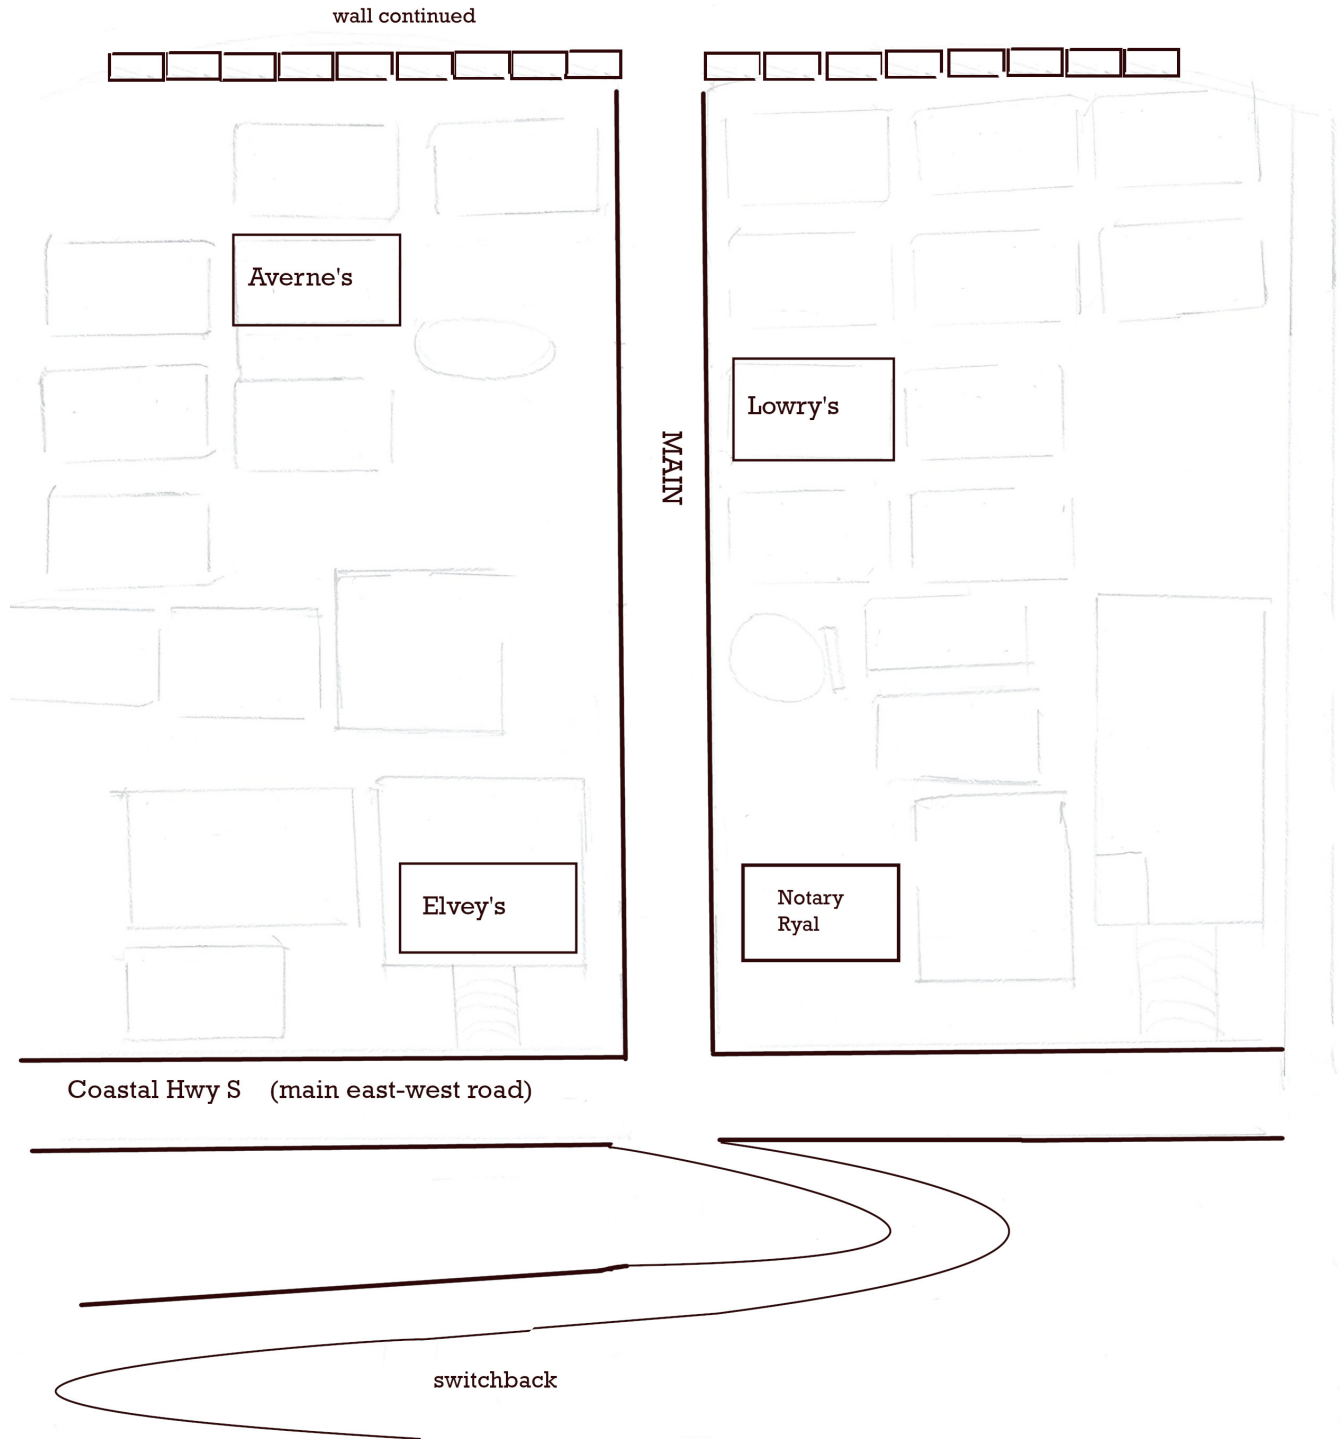 wall continued
Averne's
Lowry's
MAIN
Elvey's
Notary
Ryal
Coastal Hwy S (main east-west road)
switchback